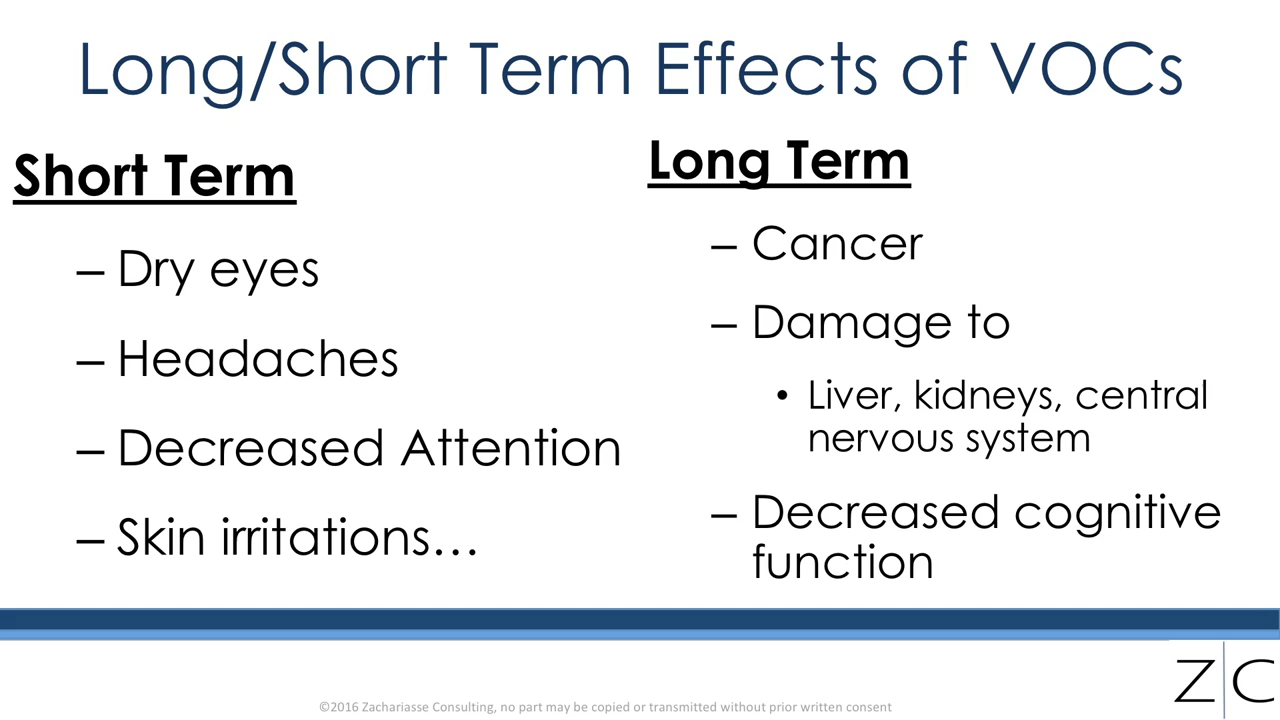 Long/Short Term Effects of VOCs
Short Term
– Dry eyes
– Headaches
– Decreased Attention
– Skin irritations…
Long Term
– Cancer
– Damage to
• Liver, kidneys, central
nervous system
– Decreased cognitive
function
©2016 Zachariasse Consulting, no part may be copied or transmitted without prior written consent
Z|C